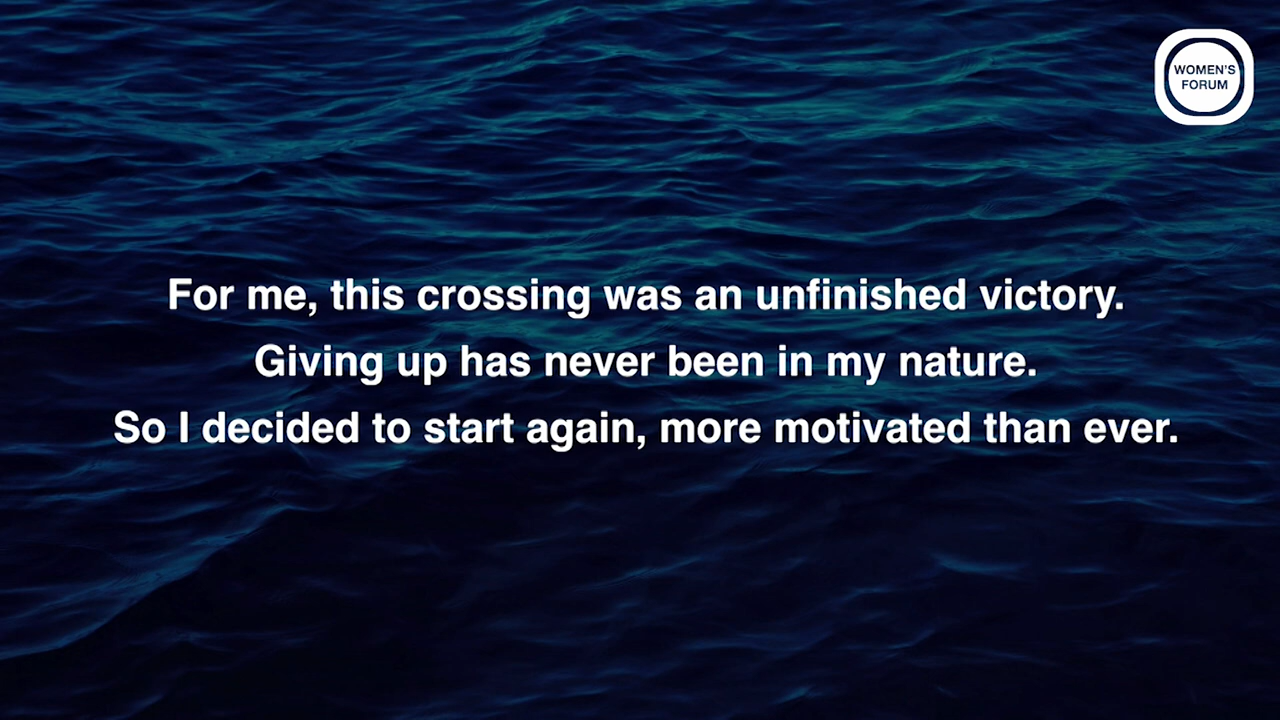 WOMEN'S
FORUM
For me, this crossing was an unfinished victory.
Giving up has never been in my nature.
So I decided to start again, more motivated than ever.